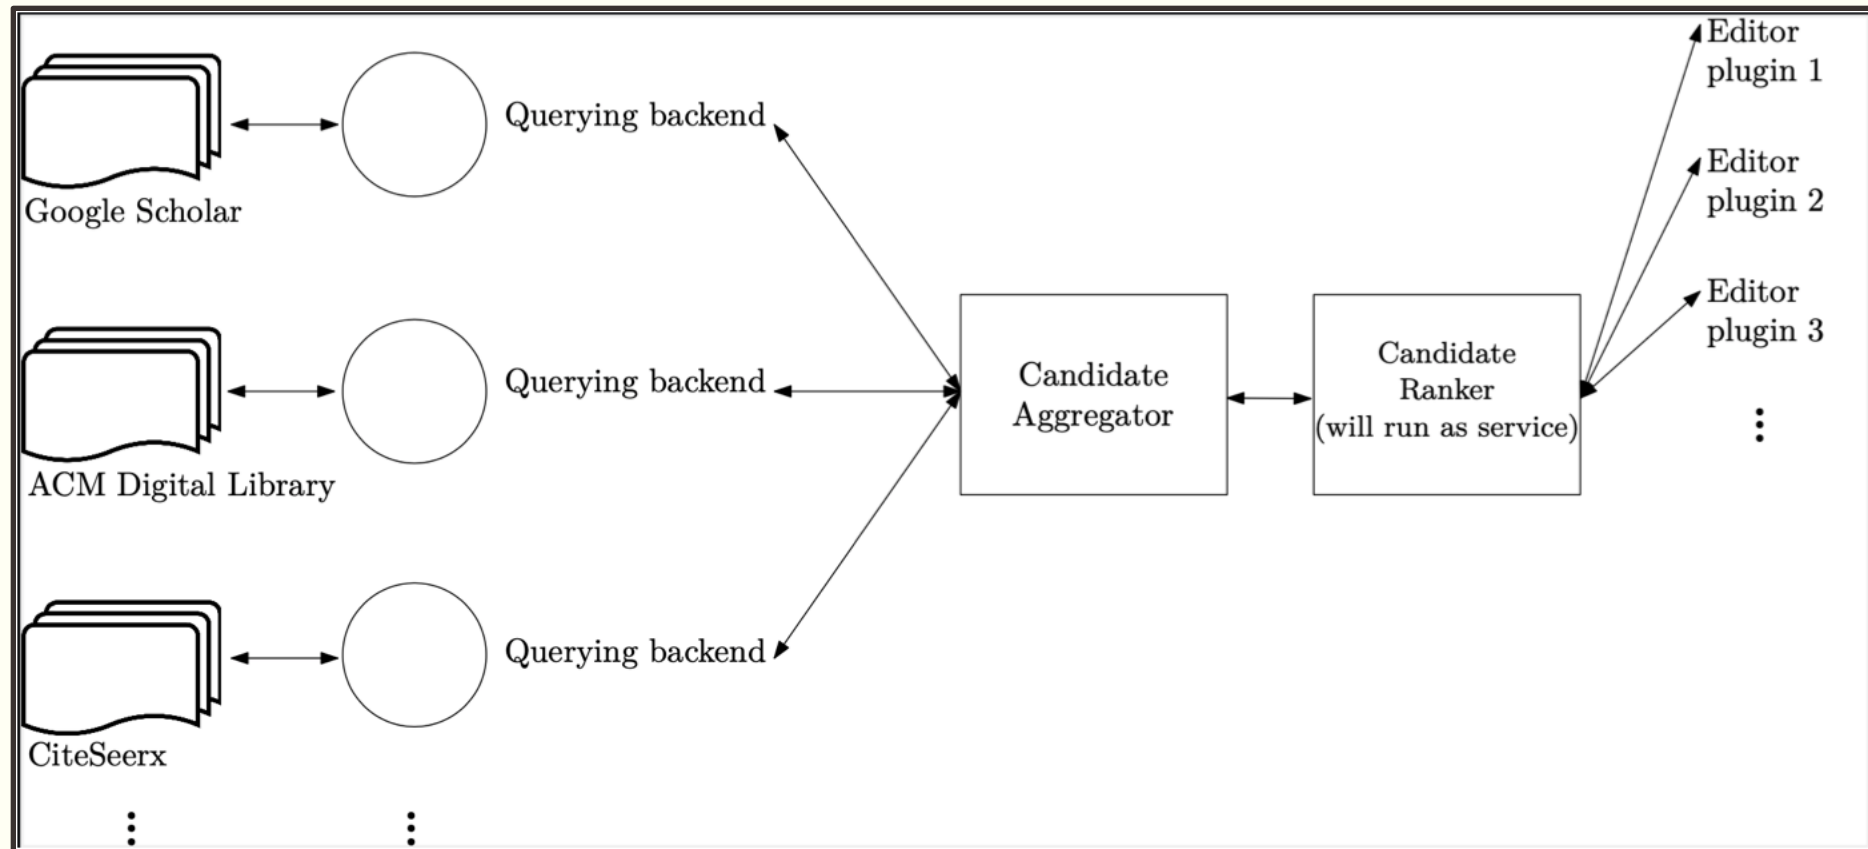 Google Scholar
Querying backend
ACM Digital Library
Querying backend
CiteSeerx
Querying backend
Candidate
Aggregator
Candidate
Ranker
(will run as service)
Editor
plugin 1
Editor
plugin 2
Editor
plugin 3